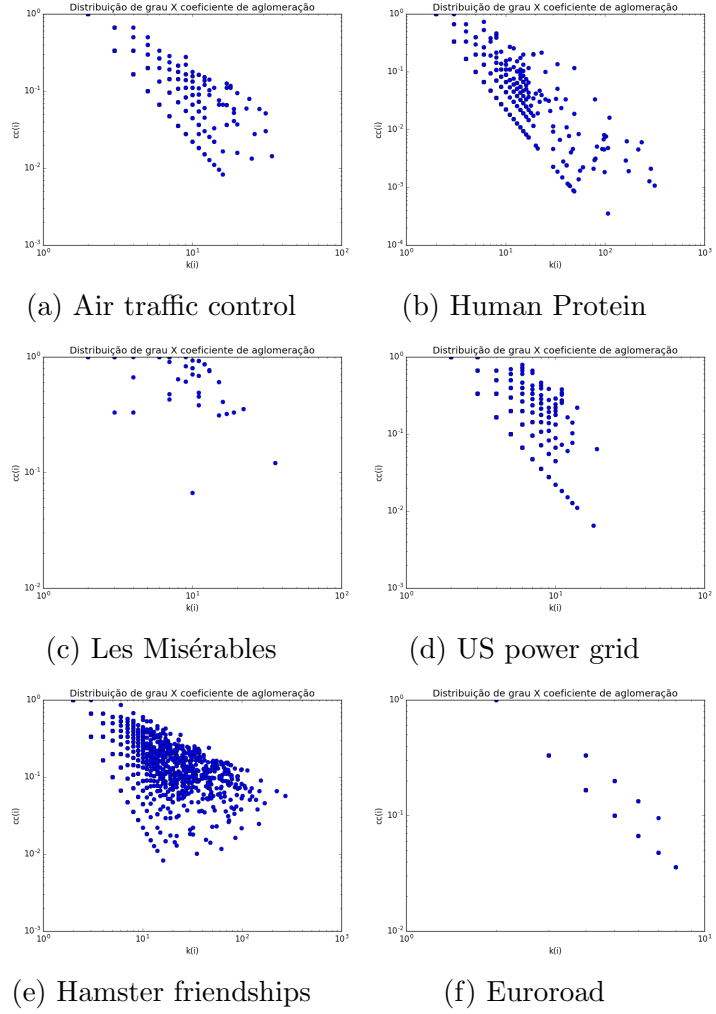 Distribuição de grau X coeficiente de aglomeração
Distribuição de grau X coeficiente de aglomeração
10^0
10^-1
10^-2
10^-3
cc(i)
10^0
10^1
10^2
k(i)
10^0
10^-1
10^-2
10^-3
10^-4
cc(i)
10^0
10^1
10^2
10^3
k(i)
(a) Air traffic control
(b) Human Protein
Distribuição de grau X coeficiente de aglomeração
Distribuição de grau X coeficiente de aglomeração
10^0
10^-1
10^-2
cc(i)
10^0
10^1
10^2
k(i)
10^0
10^-1
10^-2
10^-3
cc(i)
10^0
10^1
10^2
k(i)
(c) Les Misérables
(d) US power grid
Distribuição de grau X coeficiente de aglomeração
Distribuição de grau X coeficiente de aglomeração
10^0
10^-1
10^-2
10^-3
cc(i)
10^0
10^1
10^2
10^3
k(i)
10^0
10^-1
10^-2
cc(i)
10^0
10^1
k(i)
(e) Hamster friendships
(f) Euroroad